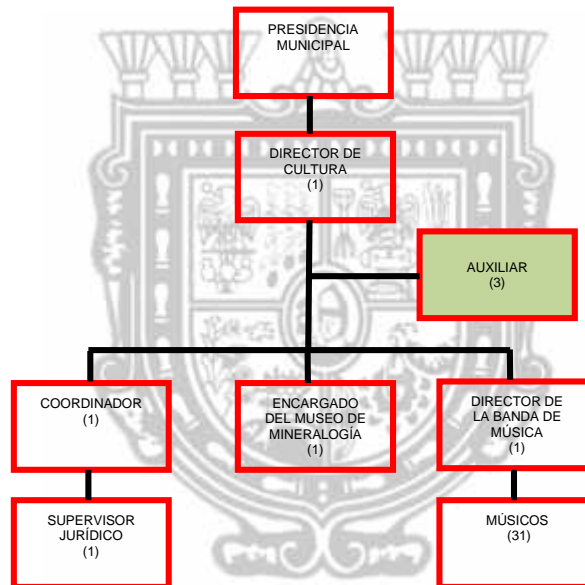 PRESIDENCIA
MUNICIPAL
DIRECTOR DE
CULTURA
(1)
AUXILIAR
(3)
COORDINADOR
(1)
ENCARGADO
DEL MUSEO DE
MINERALOGÍA
(1)
DIRECTOR DE
LA BANDA DE
MÚSICA
(1)
SUPERVISOR
JURÍDICO
(1)
MÚSICOS
(31)